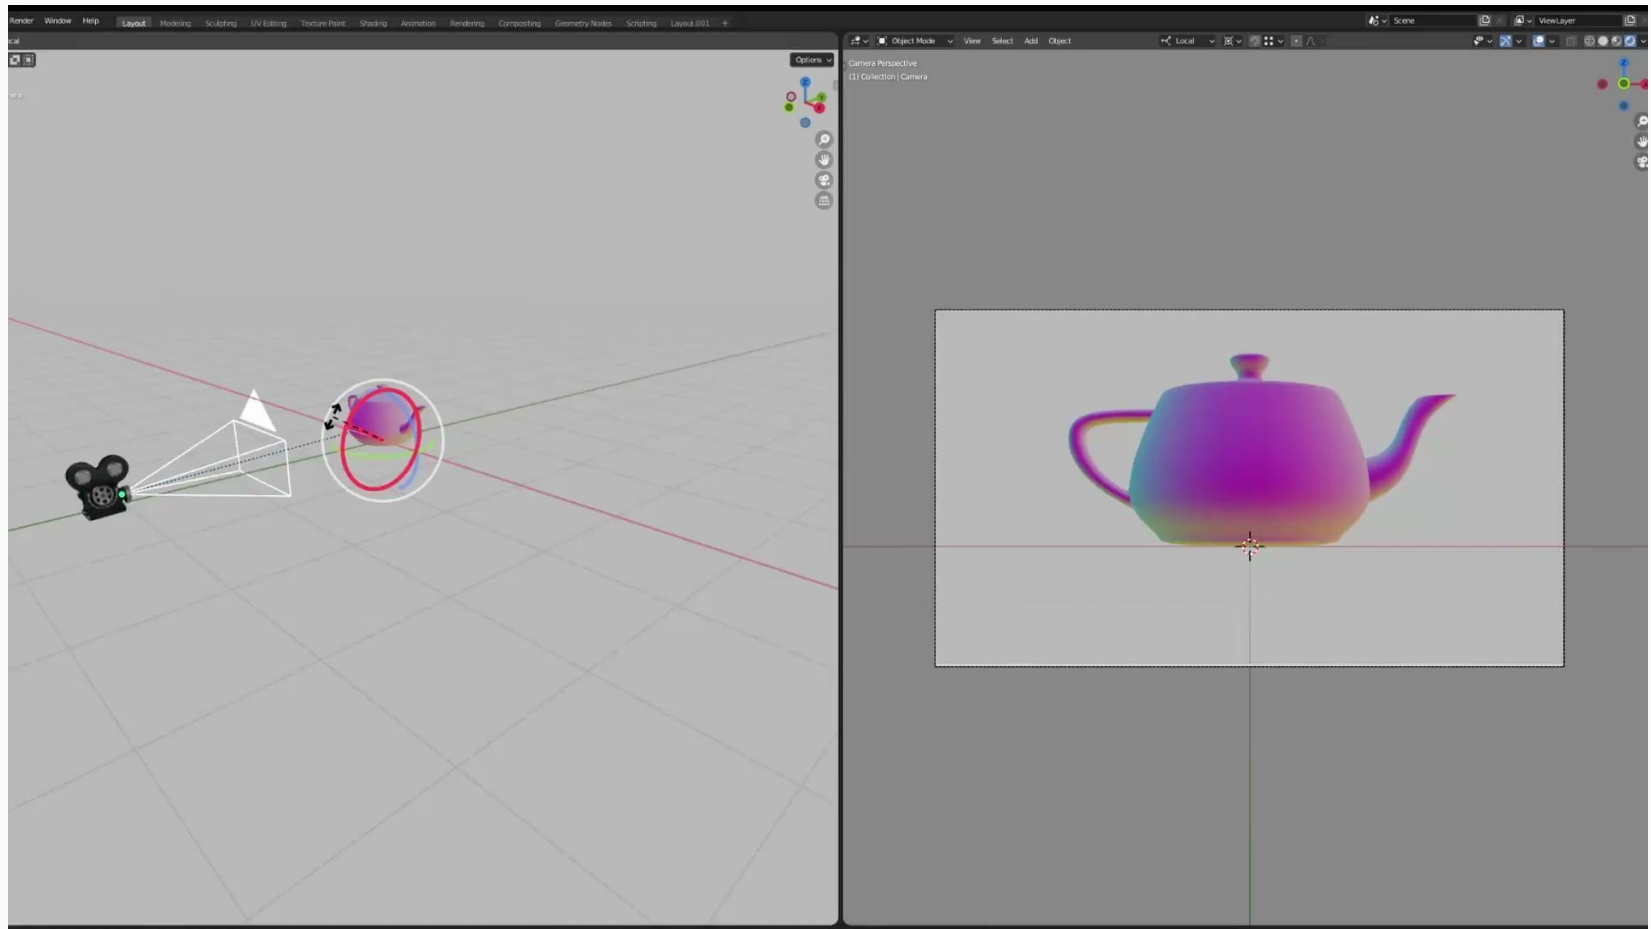 Render Window Help Layout Modeling Sculpting UV Editing Texture Paint Shading Animation Rendering Compositing Geometry Nodes Scripting Layout.001 + Scene ViewLayer
ocal
Object Mode View Select Add Object Local
Options
Camera Perspective
(1) Collection | Camera
Z
Y
X
Z
X